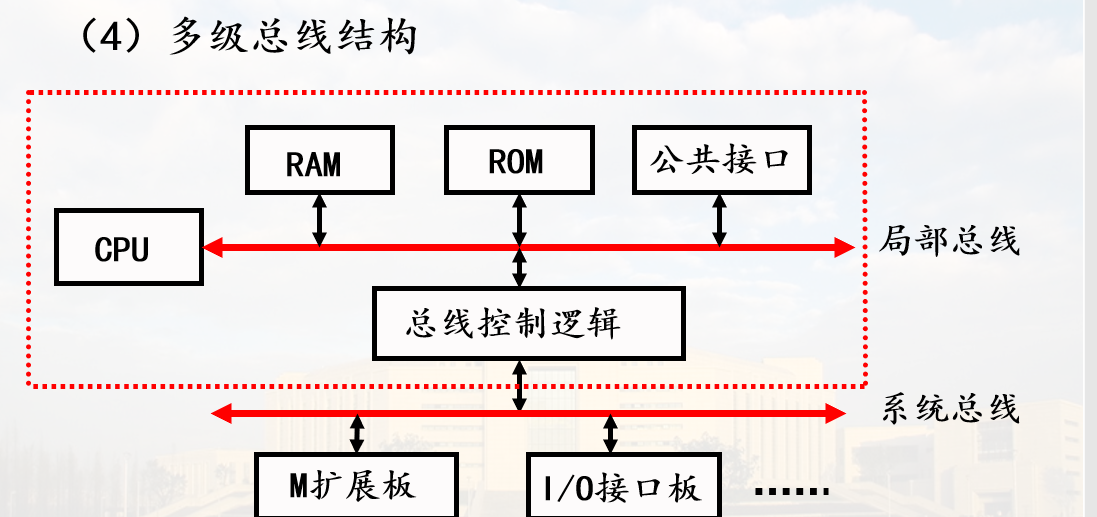 （4）多级总线结构
RAM
ROM
公共接口
CPU
局部总线
总线控制逻辑
系统总线
M扩展板
I/O接口板
……